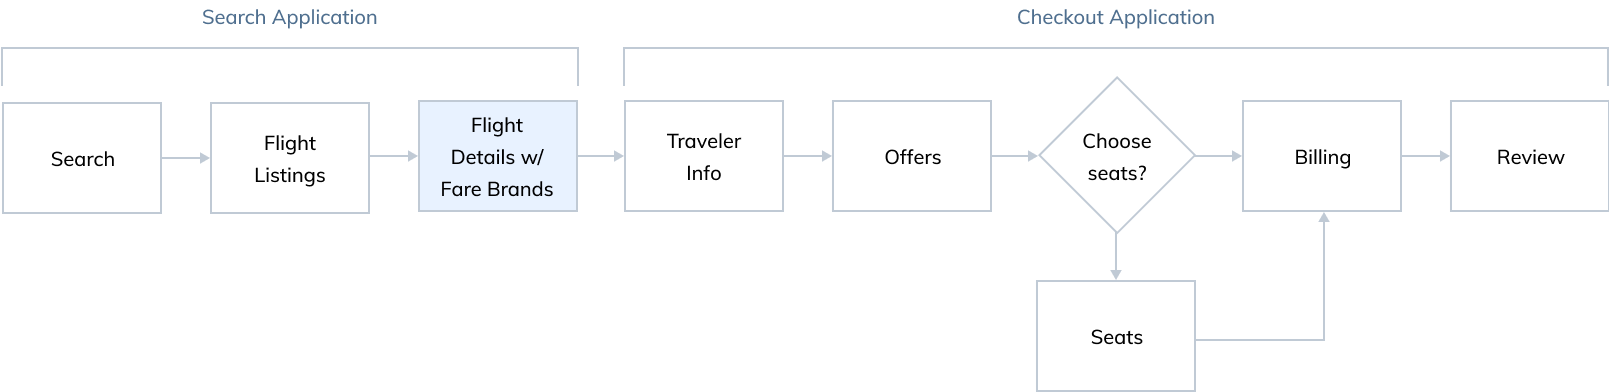 Search Application
Checkout Application
Search
Flight
Listings
Flight
Details w/
Fare Brands
Traveler
Info
Offers
Choose
seats?
Billing
Review
Seats